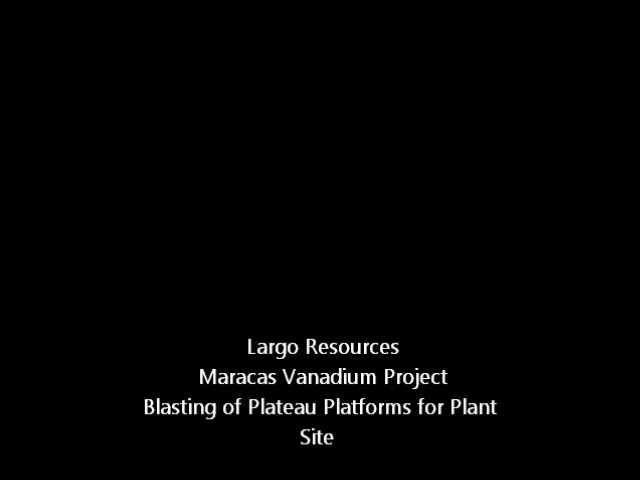 Largo Resources
Maracas Vanadium Project
Blasting of Plateau Platforms for Plant
Site